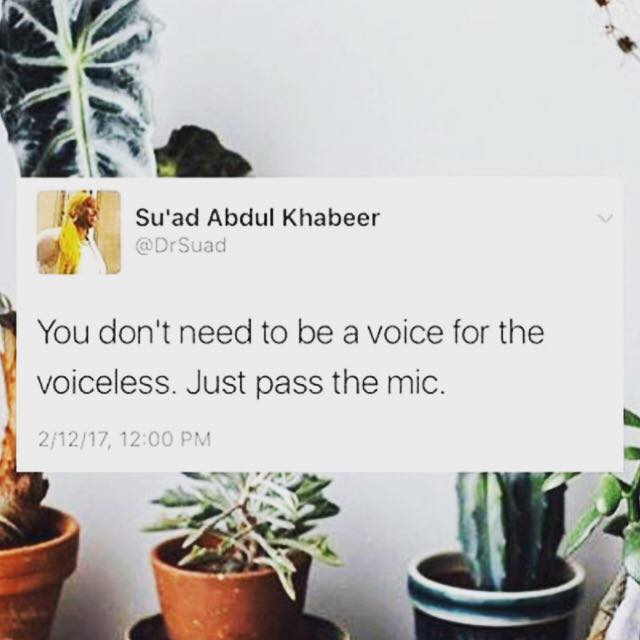 Su'ad Abdul Khabeer
@DrSuad
You don't need to be a voice for the
voiceless. Just pass the mic.
2/12/17, 12:00 PM